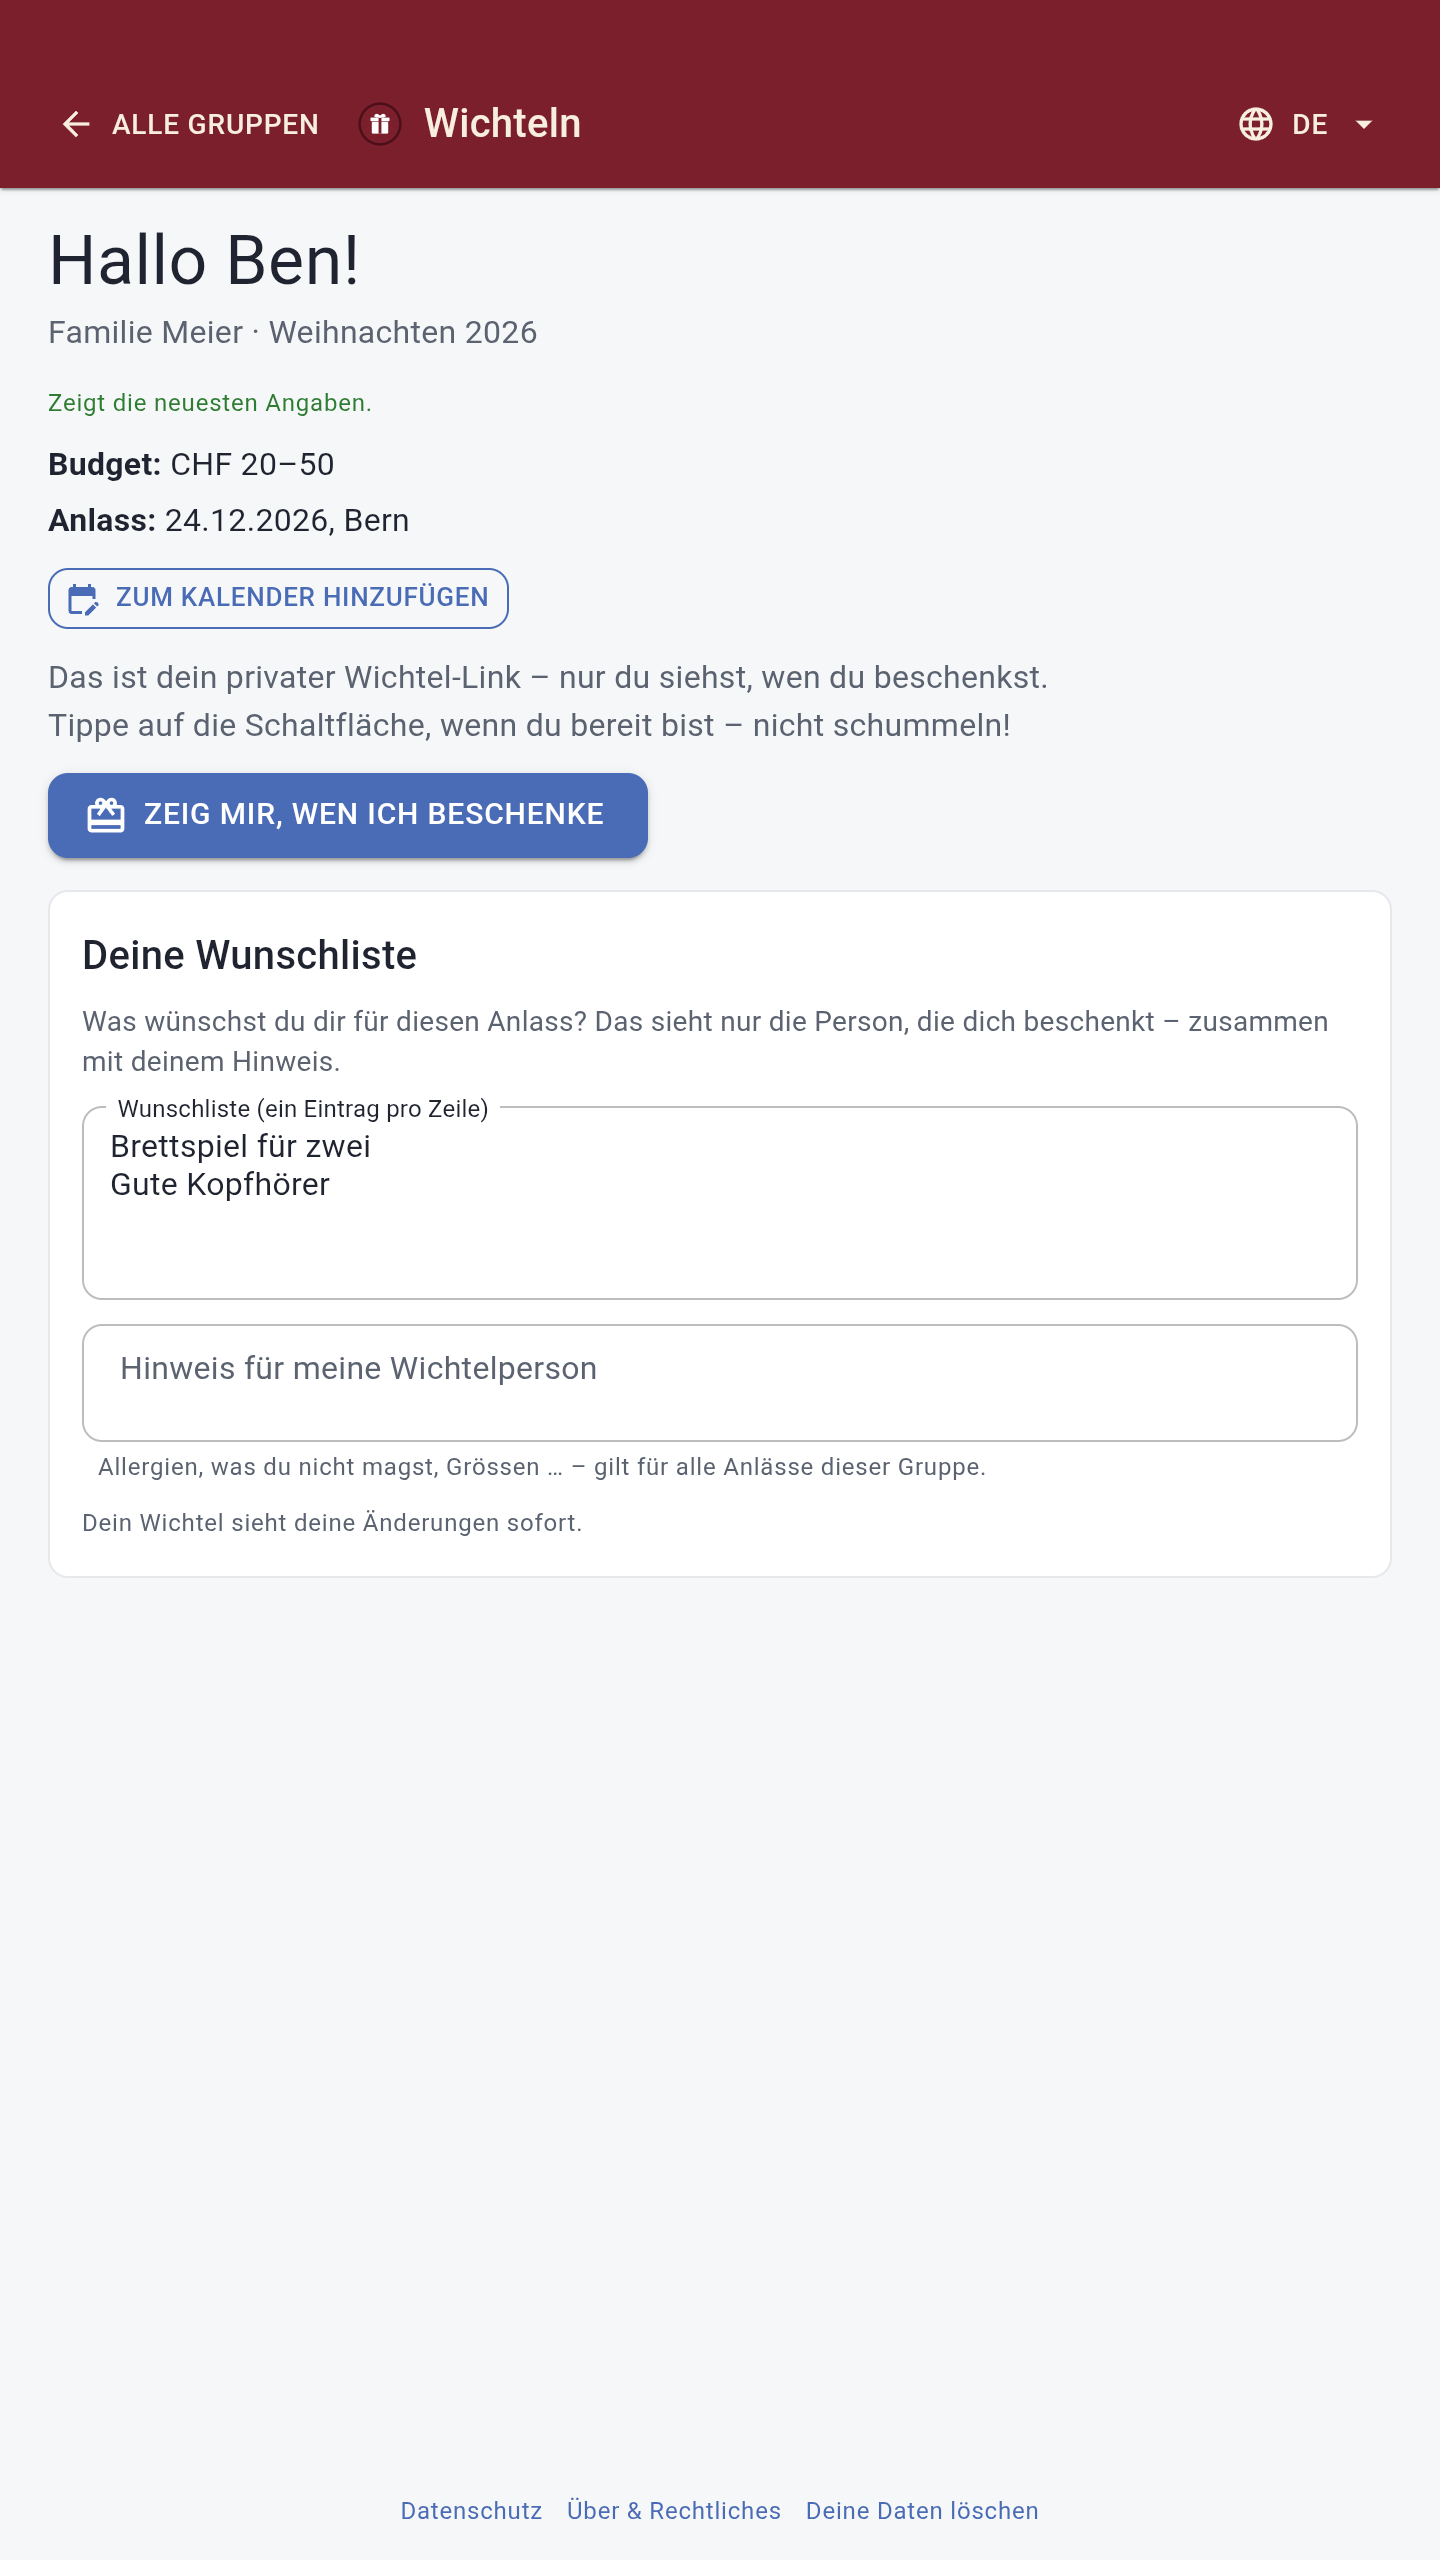 ALLE GRUPPEN Wichteln DE
Hallo Ben!
Familie Meier · Weihnachten 2026
Zeigt die neuesten Angaben.
Budget: CHF 20–50
Anlass: 24.12.2026, Bern
ZUM KALENDER HINZUFÜGEN
Das ist dein privater Wichtel-Link – nur du siehst, wen du beschenkst.
Tippe auf die Schaltfläche, wenn du bereit bist – nicht schummeln!
ZEIG MIR, WEN ICH BESCHENKE
Deine Wunschliste
Was wünschst du dir für diesen Anlass? Das sieht nur die Person, die dich beschenkt – zusammen
mit deinem Hinweis.
Wunschliste (ein Eintrag pro Zeile)
Brettspiel für zwei
Gute Kopfhörer
Hinweis für meine Wichtelperson
Allergien, was du nicht magst, Grössen … – gilt für alle Anlässe dieser Gruppe.
Dein Wichtel sieht deine Änderungen sofort.
Datenschutz Über & Rechtliches Deine Daten löschen